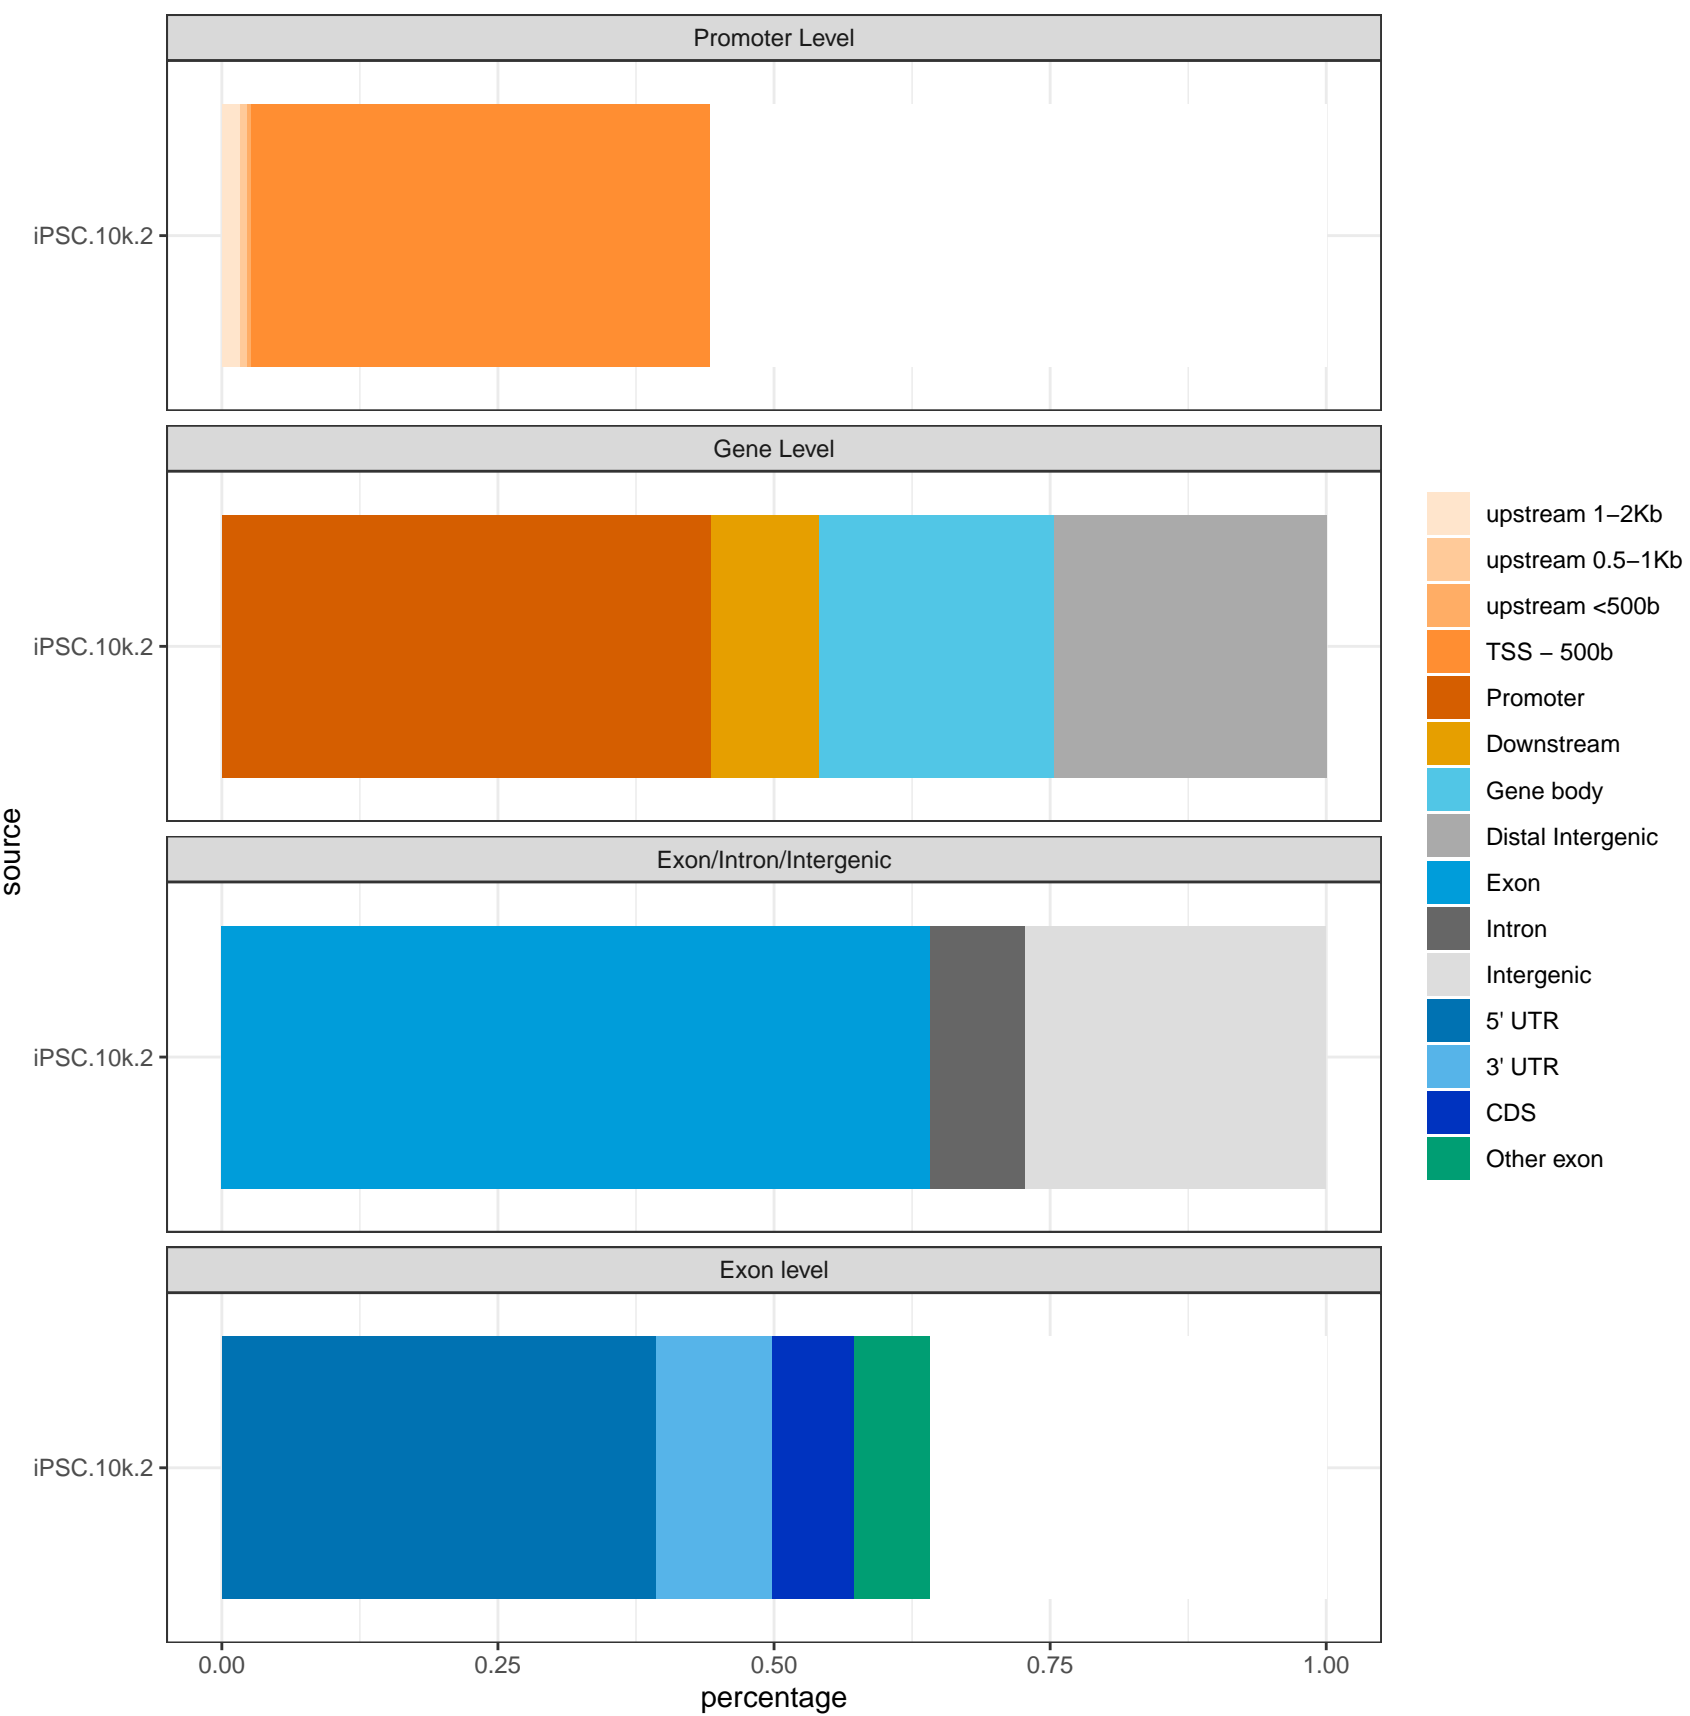 Promoter Level
iPSC.10k.2
Gene Level
iPSC.10k.2
Exon/Intron/Intergenic
iPSC.10k.2
Exon level
iPSC.10k.2
0.00 0.25 0.50 0.75 1.00
percentage
source
upstream 1−2Kb
upstream 0.5−1Kb
upstream <500b
TSS − 500b
Promoter
Downstream
Gene body
Distal Intergenic
Exon
Intron
Intergenic
5' UTR
3' UTR
CDS
Other exon